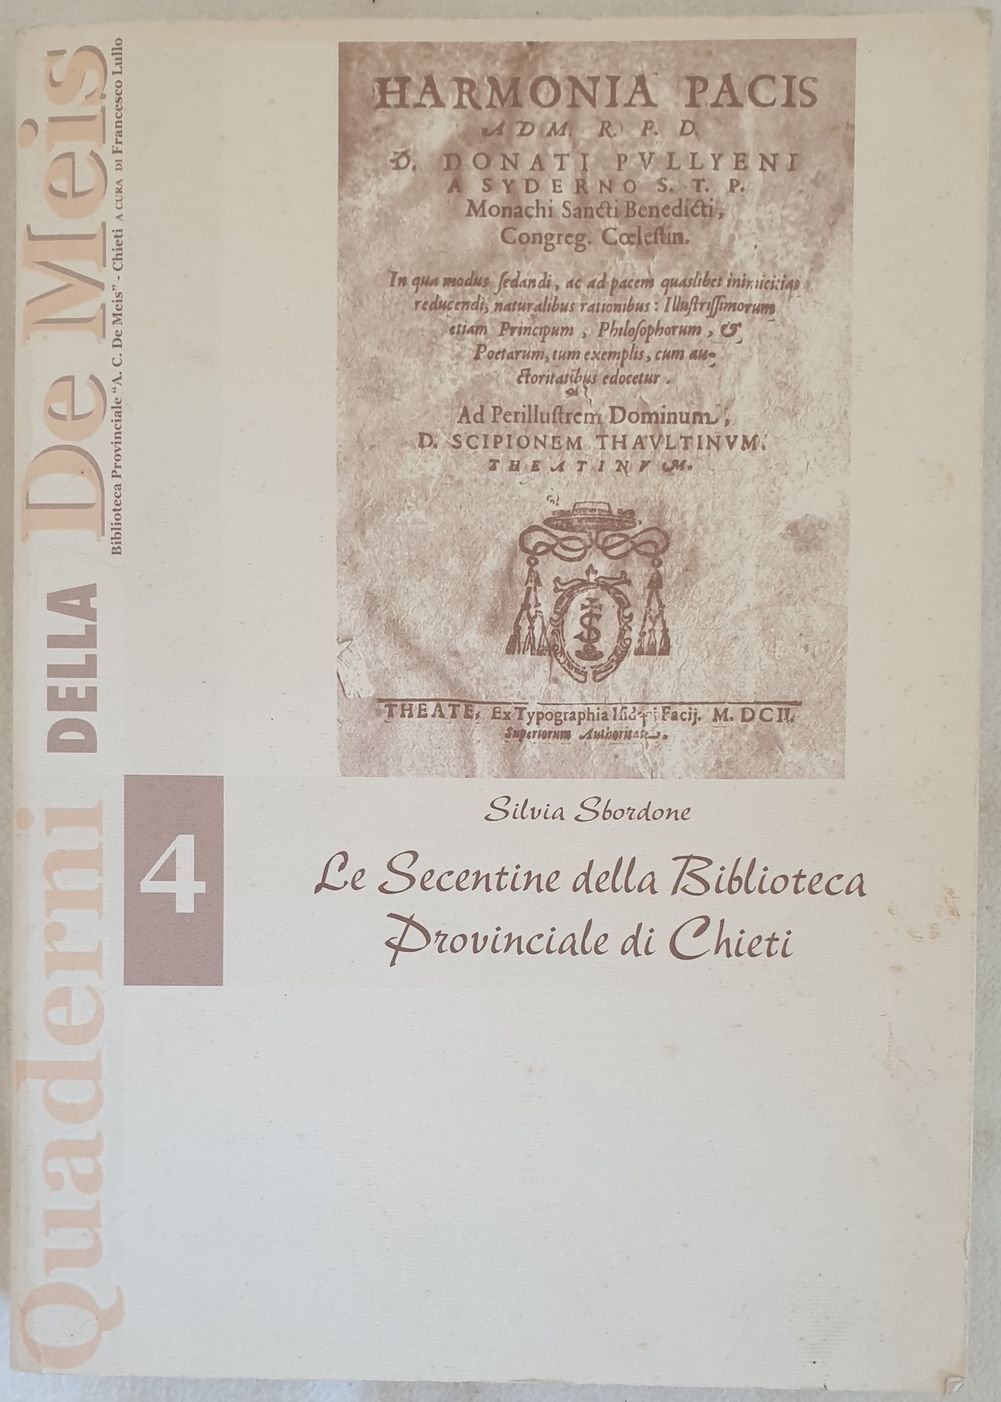 Quaderni DELLA De Meis
Biblioteca Provinciale "A. C. De Meis" - Chieti A CURA DI Francesco Lullo
4
HARMONIA PACIS
ADM. R. P. D.
D. DONATI PVLLYENI
A SYDERNO S. T. P.
Monachi Sancti Benedicti,
Congreg. Cœleſtin.
In qua modus ſedandi, ac ad pacem quaslibet inimicitias
reducendi, naturalibus rationibus: Illuſtriſſimorum
etiam Principum, Philoſophorum, &
Poetarum, tum exemplis, cum au-
ctoritatibus edocetur.
Ad Perilluſtrem Dominum,
D. SCIPIONEM THAVLTINVM.
THEATINVM.
THEATE, Ex Typographia Iſidori Facij. M. DCII.
Superiorum Authoritate.
Silvia Sbordone
Le Secentine della Biblioteca
Provinciale di Chieti